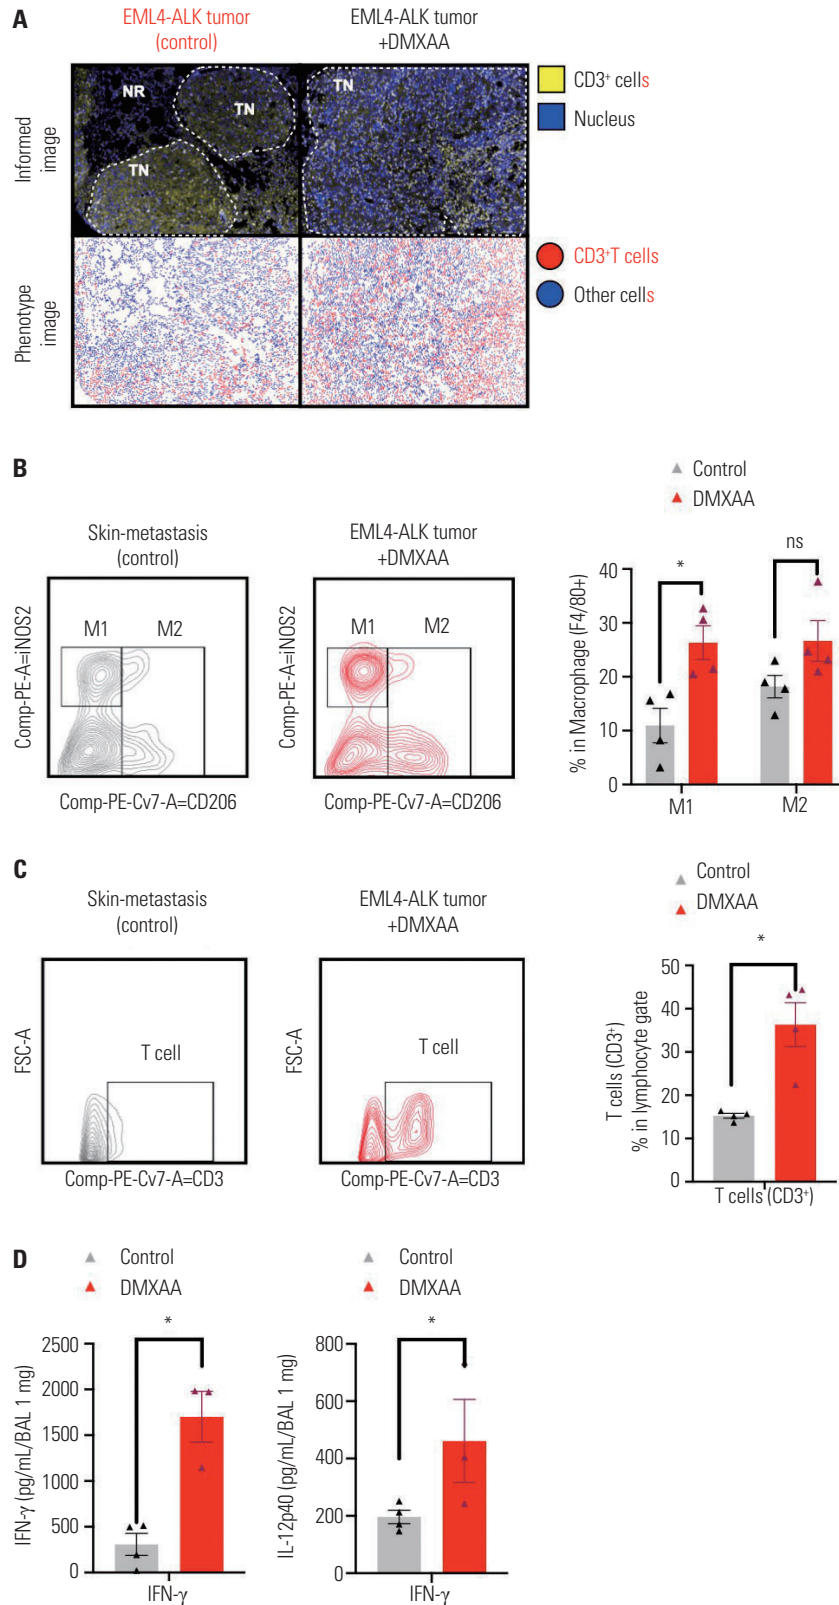 A
EML4-ALK tumor
(control)
EML4-ALK tumor
+DMXAA
Informed
image
NR
TN
TN
TN
CD3⁺ cells
Nucleus
Phenotype
image
CD3⁺T cells
Other cells
B
Skin-metastasis
(control)
EML4-ALK tumor
+DMXAA
Control
DMXAA
Comp-PE-A=iNOS2
M1
M2
Comp-PE-Cv7-A=CD206
Comp-PE-A=iNOS2
M1
M2
Comp-PE-Cv7-A=CD206
% in Macrophage (F4/80+)
40
30
20
10
0
*
ns
M1
M2
C
Skin-metastasis
(control)
EML4-ALK tumor
+DMXAA
Control
DMXAA
FSC-A
T cell
Comp-PE-Cv7-A=CD3
FSC-A
T cell
Comp-PE-Cv7-A=CD3
T cells (CD3⁺)
% in lymphocyte gate
50
40
30
20
10
0
*
T cells (CD3⁺)
D
Control
DMXAA
IFN-γ (pg/mL/BAL 1 mg)
2500
2000
1500
1000
500
0
*
IFN-γ
Control
DMXAA
IL-12p40 (pg/mL/BAL 1 mg)
800
600
400
200
0
*
IFN-γ